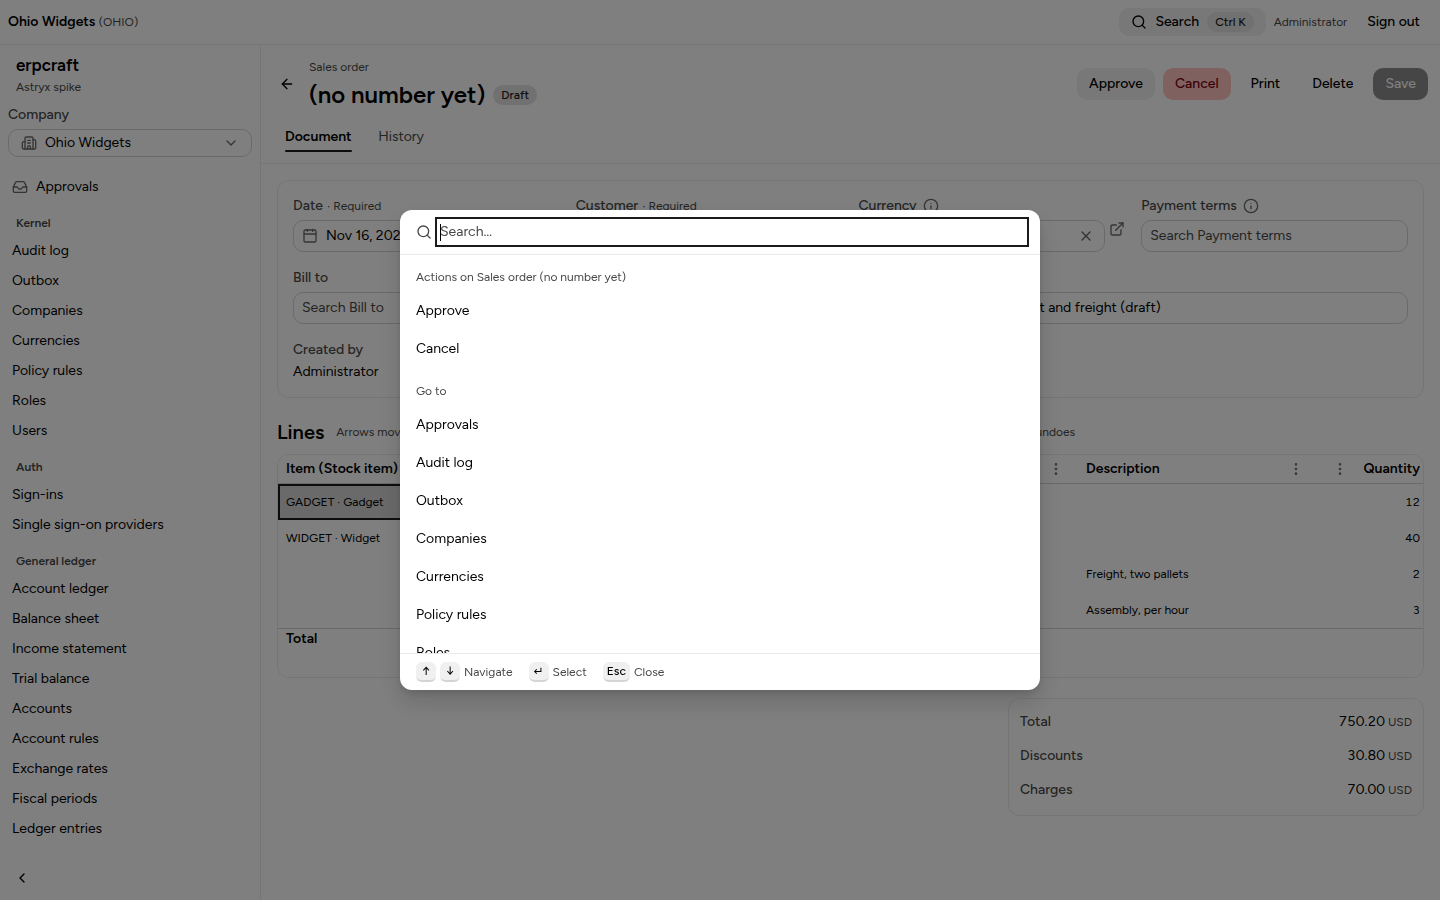 Ohio Widgets (OHIO)
Search Ctrl K Administrator Sign out
erpcraft
Astryx spike
Company
Ohio Widgets
Approvals
Kernel
Audit log
Outbox
Companies
Currencies
Policy rules
Roles
Users
Auth
Sign-ins
Single sign-on providers
General ledger
Account ledger
Balance sheet
Income statement
Trial balance
Accounts
Account rules
Exchange rates
Fiscal periods
Ledger entries
Sales order
(no number yet) Draft
Approve Cancel Print Delete Save
Document History
Date · Required Customer · Required Currency Payment terms
Nov 16, 202 Search Payment terms
Bill to
Search Bill to t and freight (draft)
Created by
Administrator
Lines Arrows mov undoes
Item (Stock item) Description Quantity
GADGET · Gadget 12
WIDGET · Widget 40
Freight, two pallets 2
Assembly, per hour 3
Total
Total 750.20 USD
Discounts 30.80 USD
Charges 70.00 USD
Search...
Actions on Sales order (no number yet)
Approve
Cancel
Go to
Approvals
Audit log
Outbox
Companies
Currencies
Policy rules
Roles
↑ ↓ Navigate ↵ Select Esc Close